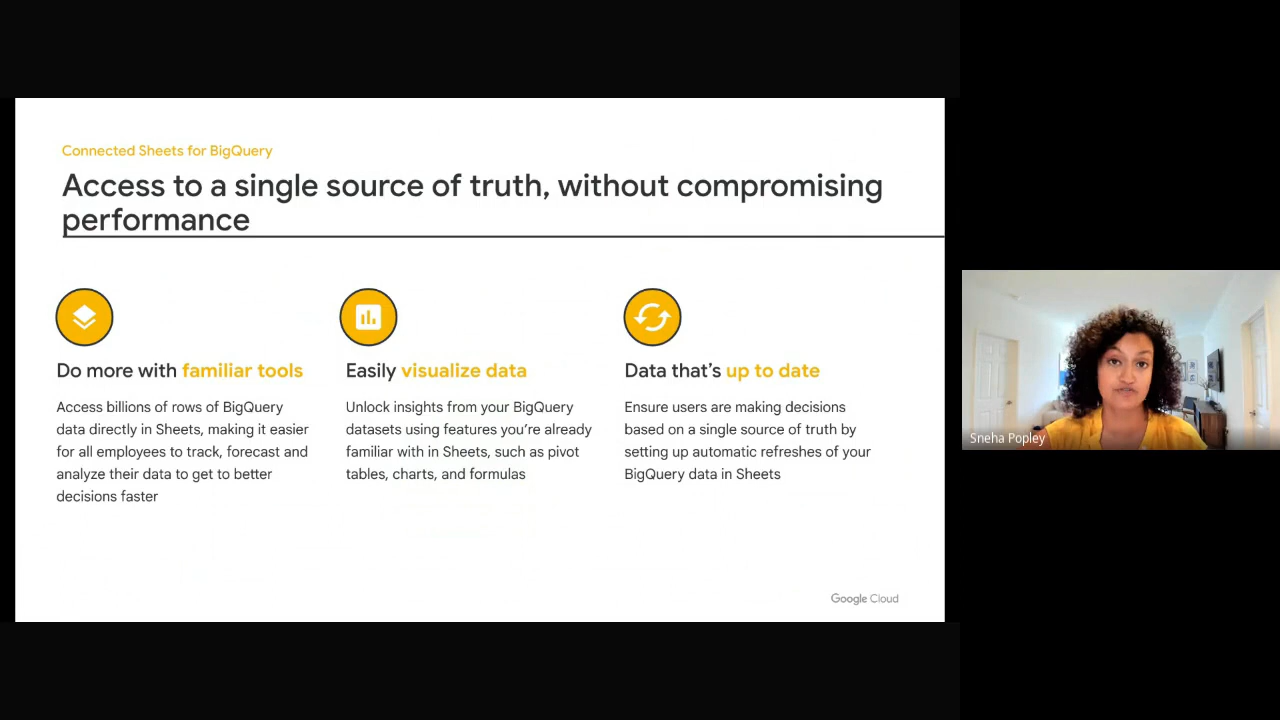 Connected Sheets for BigQuery
Access to a single source of truth, without compromising
performance
Do more with familiar tools
Access billions of rows of BigQuery
data directly in Sheets, making it easier
for all employees to track, forecast and
analyze their data to get to better
decisions faster
Easily visualize data
Unlock insights from your BigQuery
datasets using features you’re already
familiar with in Sheets, such as pivot
tables, charts, and formulas
Data that’s up to date
Ensure users are making decisions
based on a single source of truth by
setting up automatic refreshes of your
BigQuery data in Sheets
Google Cloud
Sneha Popley